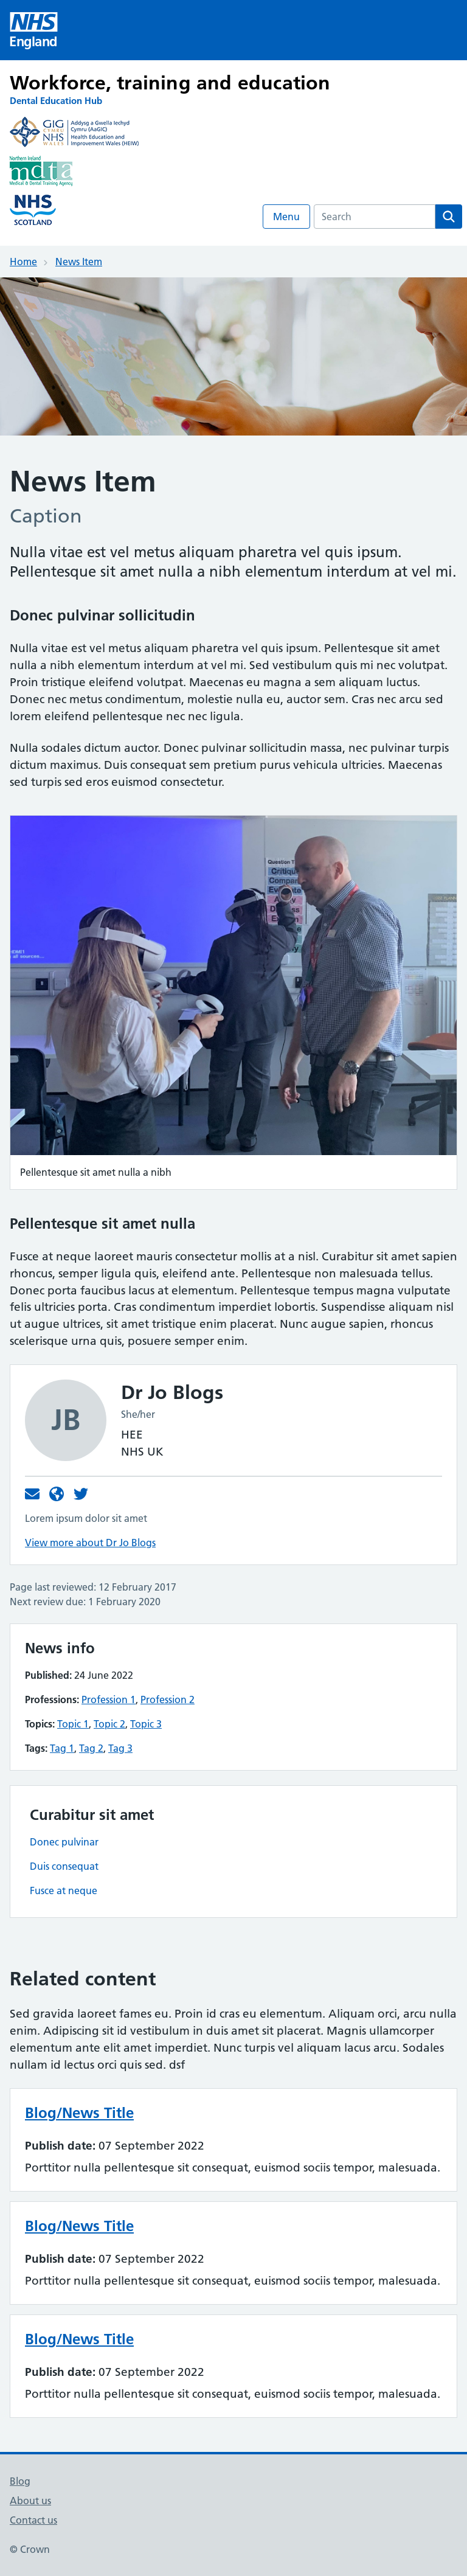 NHS
England
Workforce, training and education
Dental Education Hub
GIG
CYMRU
NHS
WALES
Addysg a Gwella Iechyd
Cymru (AaGIC)
Health Education and
Improvement Wales (HEIW)
Northern Ireland
mdta
Medical & Dental Training Agency
NHS
SCOTLAND
Menu
Search
Home
News Item
News Item
Caption
Nulla vitae est vel metus aliquam pharetra vel quis ipsum.
Pellentesque sit amet nulla a nibh elementum interdum at vel mi.
Donec pulvinar sollicitudin
Nulla vitae est vel metus aliquam pharetra vel quis ipsum. Pellentesque sit amet
nulla a nibh elementum interdum at vel mi. Sed vestibulum quis mi nec volutpat.
Proin tristique eleifend volutpat. Maecenas eu magna a sem aliquam luctus.
Donec nec metus condimentum, molestie nulla eu, auctor sem. Cras nec arcu sed
lorem eleifend pellentesque nec nec ligula.
Nulla sodales dictum auctor. Donec pulvinar sollicitudin massa, nec pulvinar turpis
dictum maximus. Duis consequat sem pretium purus vehicula ultricies. Maecenas
sed turpis sed eros euismod consectetur.
Pellentesque sit amet nulla a nibh
Pellentesque sit amet nulla
Fusce at neque laoreet mauris consectetur mollis at a nisl. Curabitur sit amet sapien
rhoncus, semper ligula quis, eleifend ante. Pellentesque non malesuada tellus.
Donec porta faucibus lacus at elementum. Pellentesque tempus magna vulputate
felis ultricies porta. Cras condimentum imperdiet lobortis. Suspendisse aliquam nisl
ut augue ultrices, sit amet tristique enim placerat. Nunc augue sapien, rhoncus
scelerisque urna quis, posuere semper enim.
JB
Dr Jo Blogs
She/her
HEE
NHS UK
Lorem ipsum dolor sit amet
View more about Dr Jo Blogs
Page last reviewed: 12 February 2017
Next review due: 1 February 2020
News info
Published: 24 June 2022
Professions: Profession 1, Profession 2
Topics: Topic 1, Topic 2, Topic 3
Tags: Tag 1, Tag 2, Tag 3
Curabitur sit amet
Donec pulvinar
Duis consequat
Fusce at neque
Related content
Sed gravida laoreet fames eu. Proin id cras eu elementum. Aliquam orci, arcu nulla
enim. Adipiscing sit id vestibulum in duis amet sit placerat. Magnis ullamcorper
elementum ante elit amet imperdiet. Nunc turpis vel aliquam lacus arcu. Sodales
nullam id lectus orci quis sed. dsf
Blog/News Title
Publish date: 07 September 2022
Porttitor nulla pellentesque sit consequat, euismod sociis tempor, malesuada.
Blog/News Title
Publish date: 07 September 2022
Porttitor nulla pellentesque sit consequat, euismod sociis tempor, malesuada.
Blog/News Title
Publish date: 07 September 2022
Porttitor nulla pellentesque sit consequat, euismod sociis tempor, malesuada.
Blog
About us
Contact us
© Crown